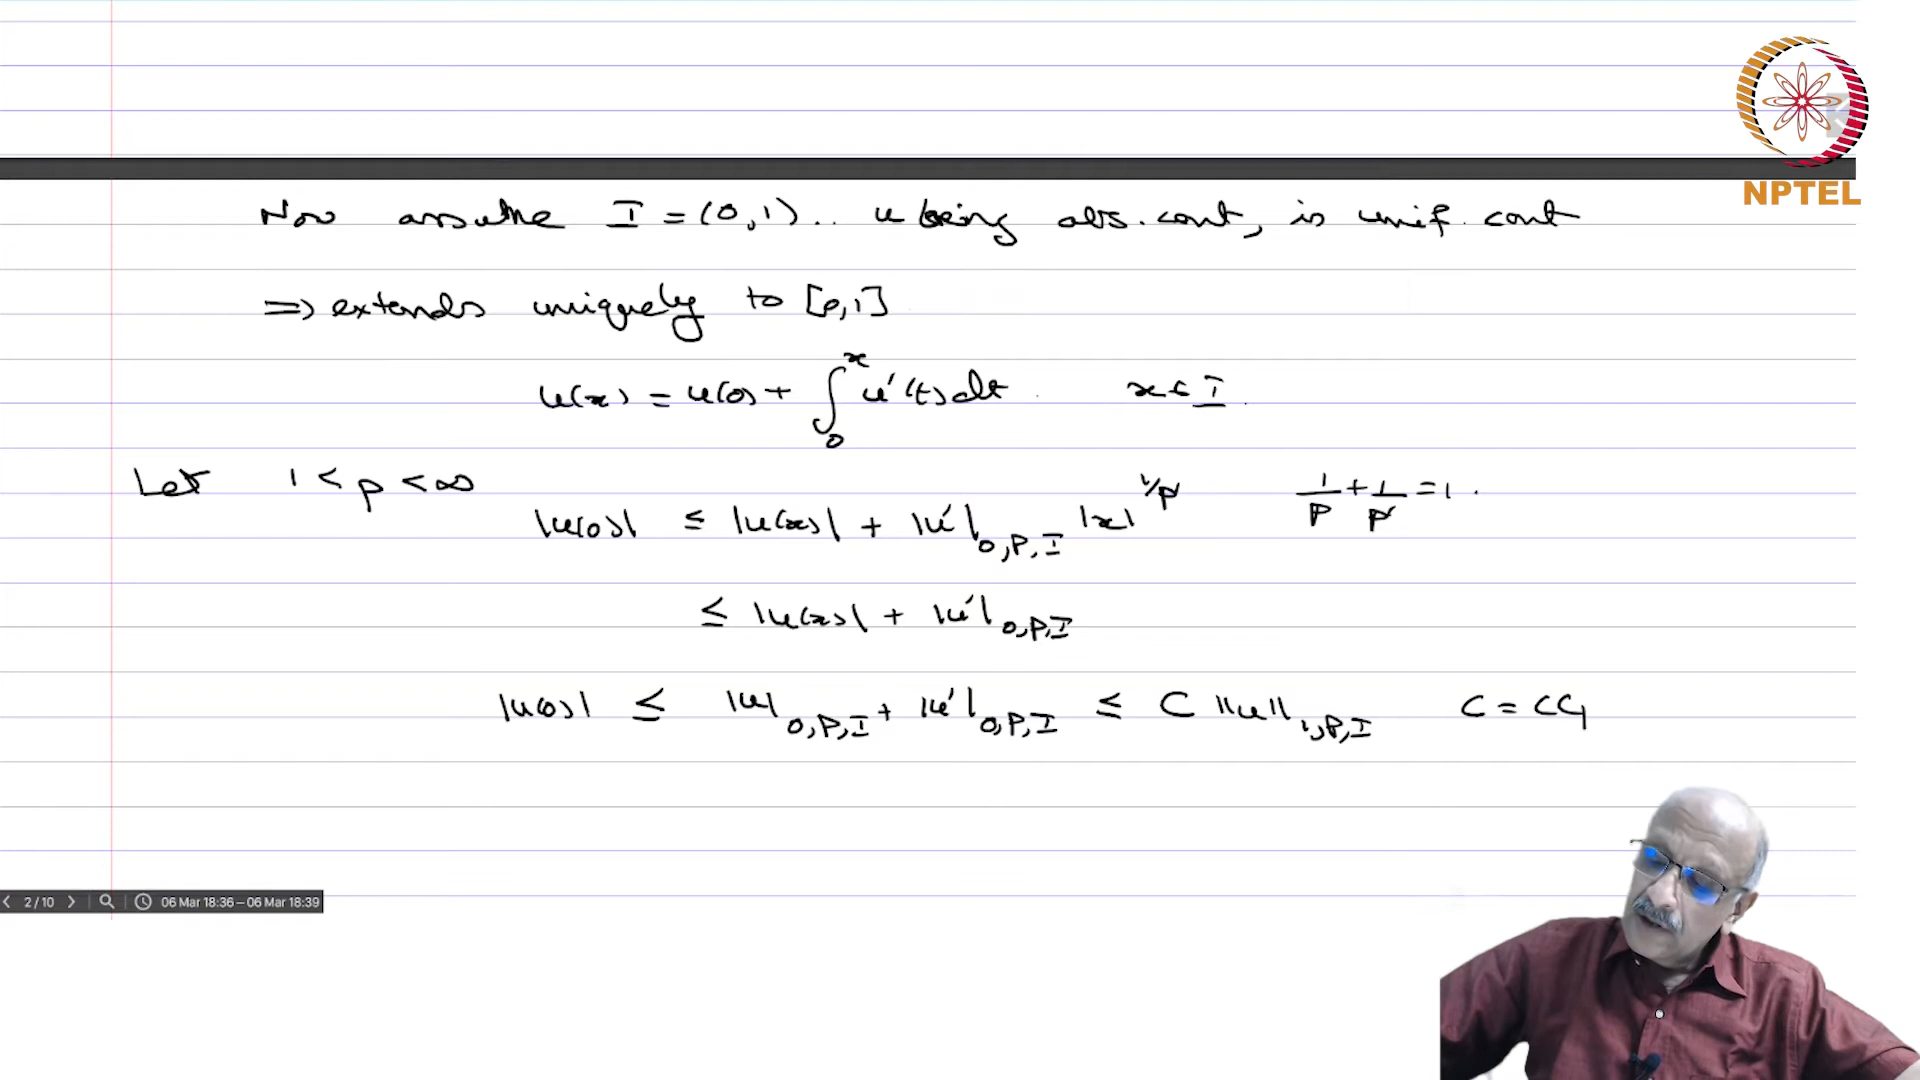 NPTEL
Now assume I = (0,1). u being abs. cont, is unif. cont
⇒ extends uniquely to [0,1]
u(x) = u(0) + ∫₀ˣ u'(t)dt x ∈ I.
Let 1 < p < ∞
|u(0)| ≤ |u(x)| + |u'|_{0,p,I} |x|^{1/p'} 1/p + 1/p' = 1.
≤ |u(x)| + |u'|_{0,p,I}
|u(0)| ≤ |u|_{0,p,I} + |u'|_{0,p,I} ≤ C ||u||_{1,p,I}
2/10 06 Mar 18:36 – 06 Mar 18:39